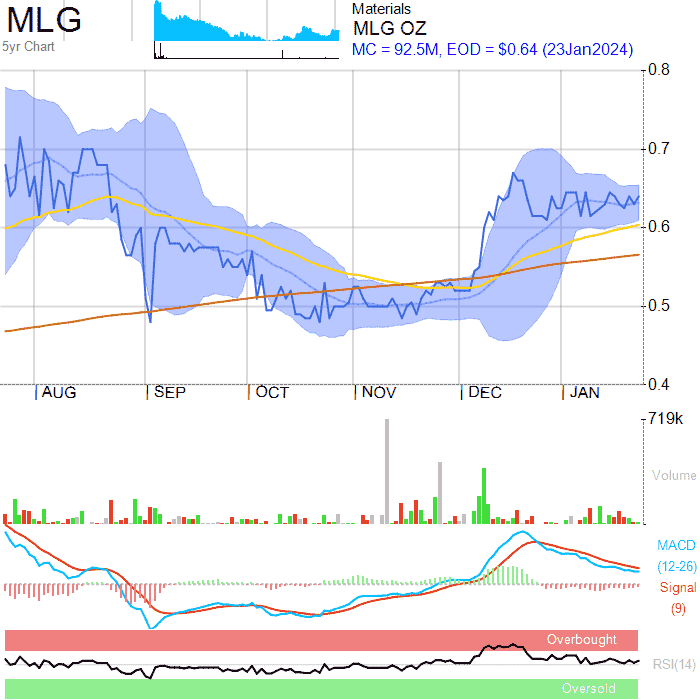 MLG
5yr Chart
Materials
MLG OZ
MC = 92.5M, EOD = $0.64 (23Jan2024)
0.8
0.7
0.6
0.5
0.4
AUG SEP OCT NOV DEC JAN
719k
Volume
MACD
(12-26)
Signal
(9)
Overbought
RSI(14)
Oversold